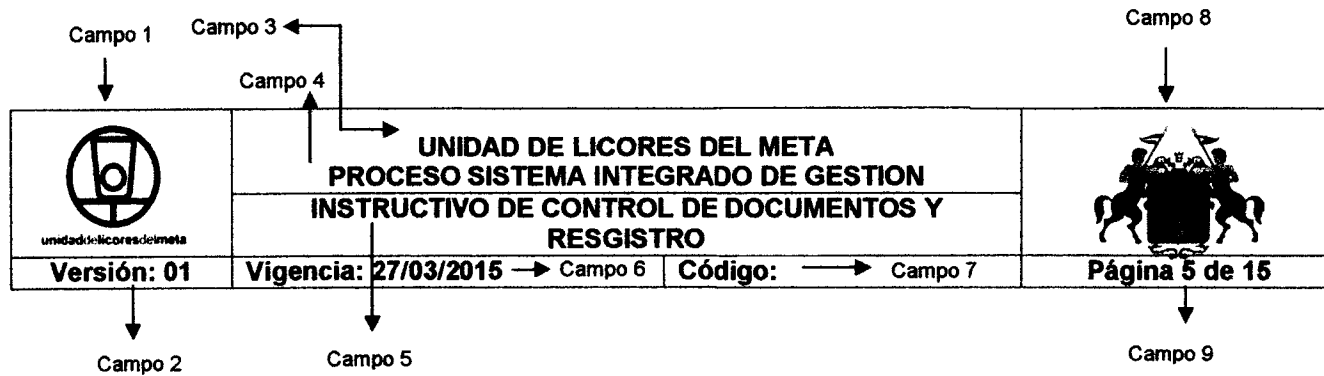 Campo 1
Campo 3
Campo 8
Campo 4
UNIDAD DE LICORES DEL META
PROCESO SISTEMA INTEGRADO DE GESTION
INSTRUCTIVO DE CONTROL DE DOCUMENTOS Y
RESGISTRO
unidaddelicoresdelmeta
Versión: 01
Vigencia: 27/03/2015
Campo 6
Código:
Campo 7
Página 5 de 15
Campo 2
Campo 5
Campo 9